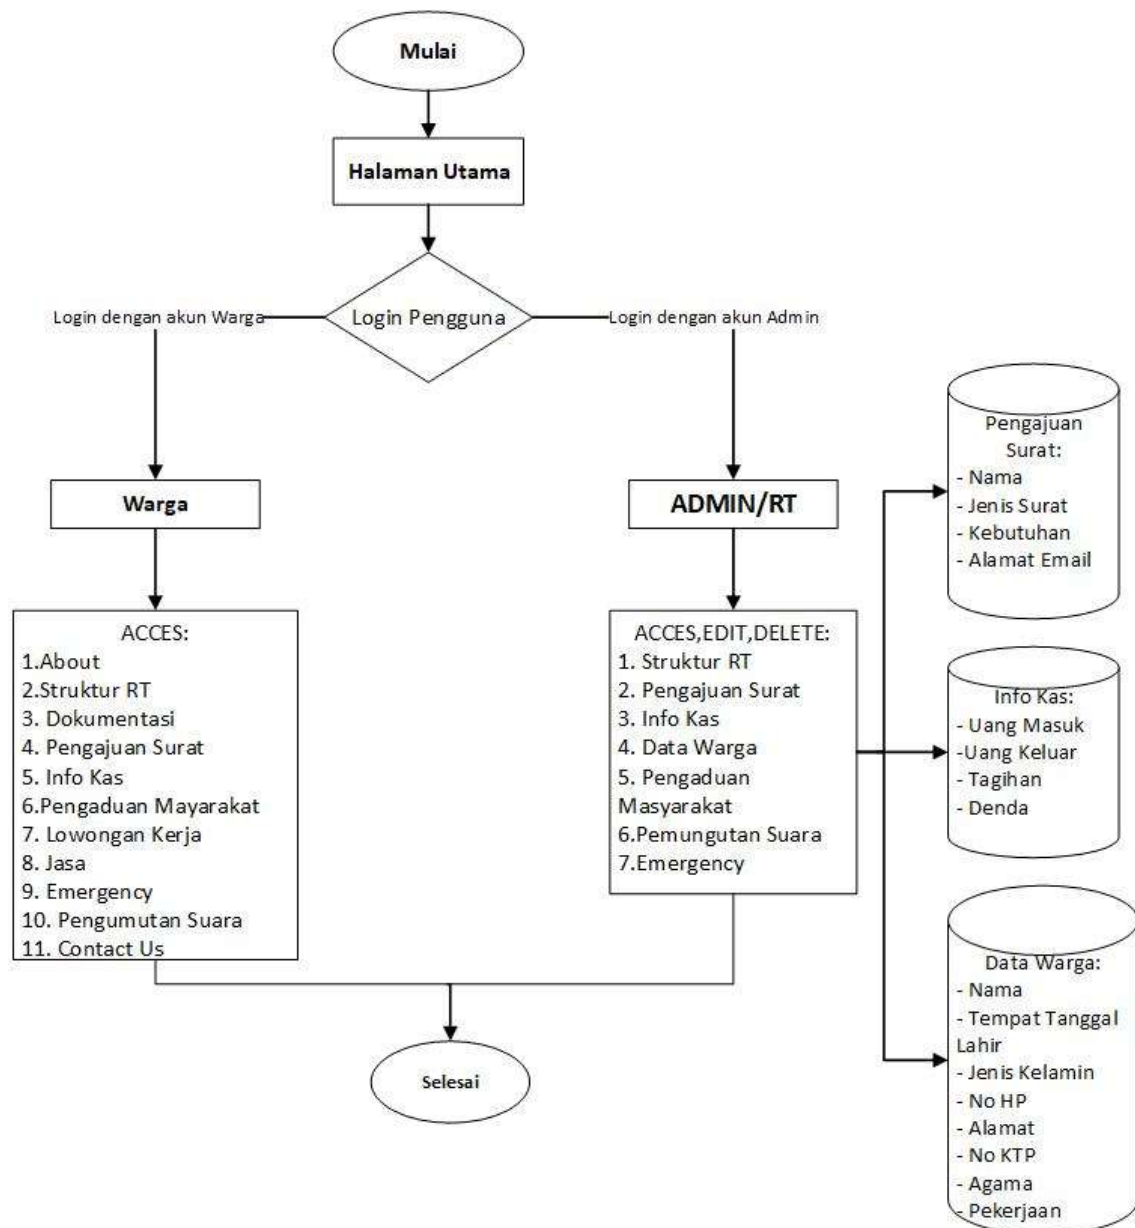 Mulai
Halaman Utama
Login dengan akun Warga
Login Pengguna
Login dengan akun Admin
Warga
ADMIN/RT
ACCES:
1.About
2.Struktur RT
3. Dokumentasi
4. Pengajuan Surat
5. Info Kas
6.Pengaduan Mayarakat
7. Lowongan Kerja
8. Jasa
9. Emergency
10. Pengumutan Suara
11. Contact Us
ACCES,EDIT,DELETE:
1. Struktur RT
2. Pengajuan Surat
3. Info Kas
4. Data Warga
5. Pengaduan
Masyarakat
6.Pemungutan Suara
7.Emergency
Pengajuan
Surat:
- Nama
- Jenis Surat
- Kebutuhan
- Alamat Email
Info Kas:
- Uang Masuk
-Uang Keluar
- Tagihan
- Denda
Data Warga:
- Nama
- Tempat Tanggal
Lahir
- Jenis Kelamin
- No HP
- Alamat
- No KTP
- Agama
- Pekerjaan
Selesai